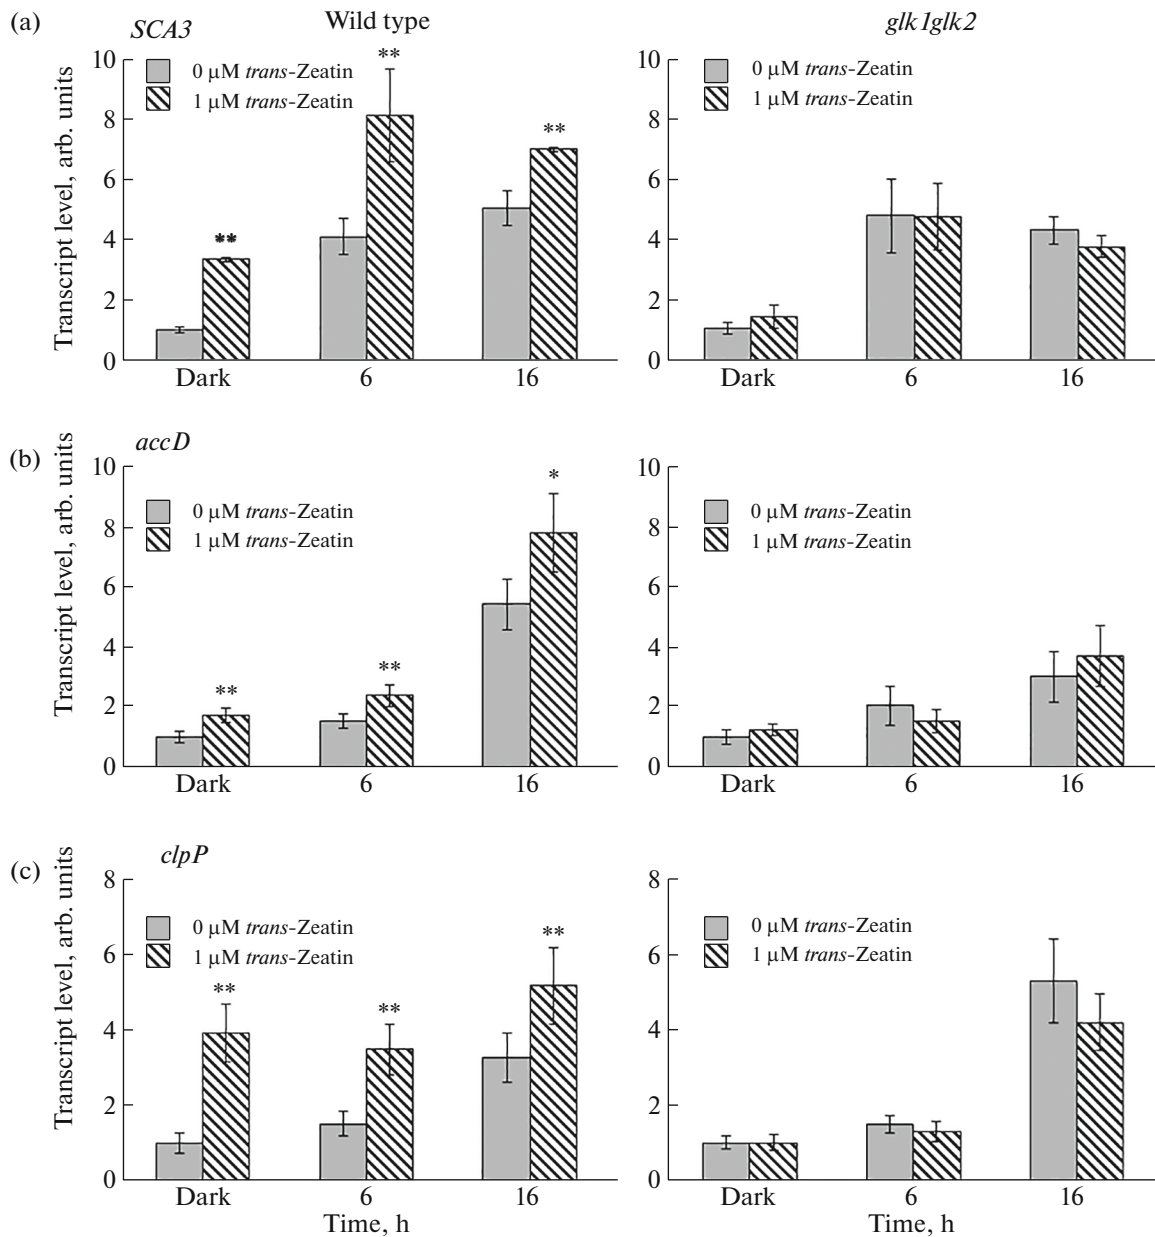 (a)
SCA3
Wild type
glk1glk2
Transcript level, arb. units
10
8
6
4
2
0
**
**
**
0 μM trans-Zeatin
1 μM trans-Zeatin
Dark
6
16
10
8
6
4
2
0
0 μM trans-Zeatin
1 μM trans-Zeatin
Dark
6
16
(b)
accD
Transcript level, arb. units
10
8
6
4
2
0
0 μM trans-Zeatin
1 μM trans-Zeatin
**
**
*
Dark
6
16
10
8
6
4
2
0
0 μM trans-Zeatin
1 μM trans-Zeatin
Dark
6
16
(c)
clpP
Transcript level, arb. units
8
6
4
2
0
0 μM trans-Zeatin
1 μM trans-Zeatin
**
**
**
Dark
6
16
Time, h
8
6
4
2
0
0 μM trans-Zeatin
1 μM trans-Zeatin
Dark
6
16
Time, h